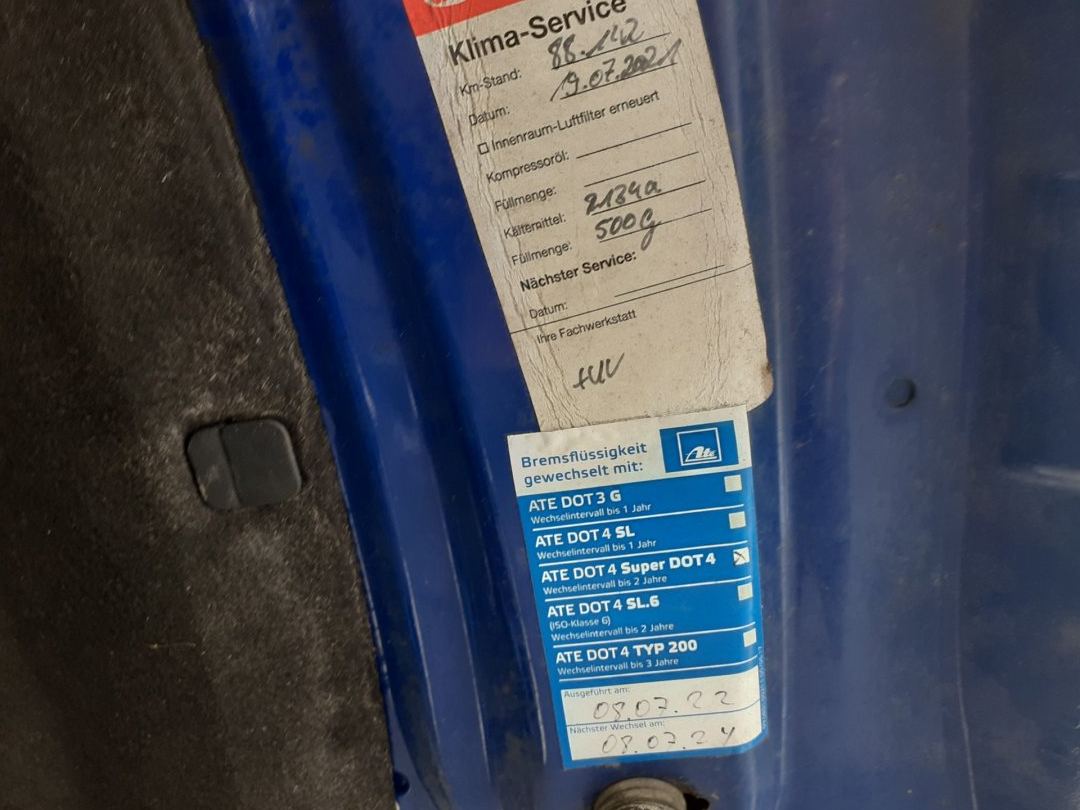 Klima-Service
Km-Stand: 88.142
Datum: 19.07.2021
Innenraum-Luftfilter erneuert
Kompressoröl:
Füllmenge:
Kältemittel: 2134a
Füllmenge: 500g
Nächster Service:
Datum:
Ihre Fachwerkstatt
Bremsflüssigkeit
gewechselt mit:
Ate
ATE DOT 3 G
Wechselintervall bis 1 Jahr
ATE DOT 4 SL
Wechselintervall bis 1 Jahr
ATE DOT 4 Super DOT 4
Wechselintervall bis 2 Jahre
ATE DOT 4 SL.6
(ISO-Klasse 6)
Wechselintervall bis 2 Jahre
ATE DOT 4 TYP 200
Wechselintervall bis 3 Jahre
Ausgeführt am:
08.07.22
Nächster Wechsel am:
08.07.24